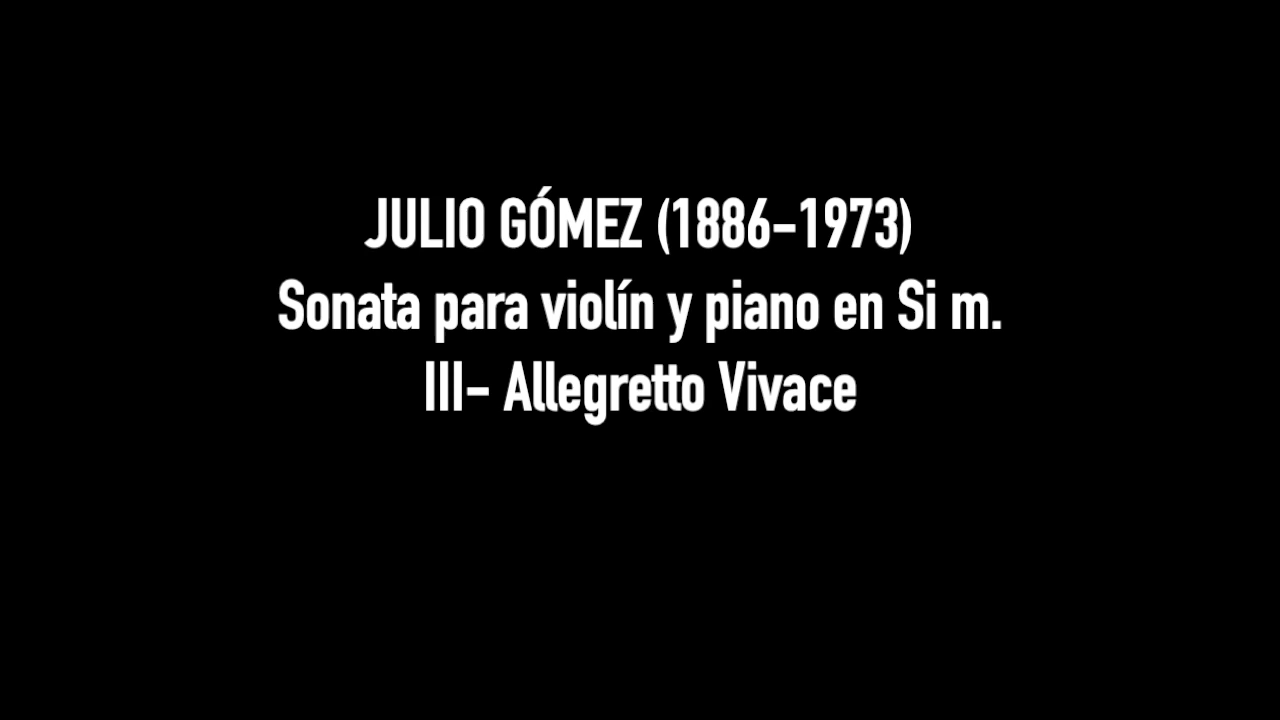 JULIO GÓMEZ (1886-1973)
Sonata para violín y piano en Si m.
III- Allegretto Vivace